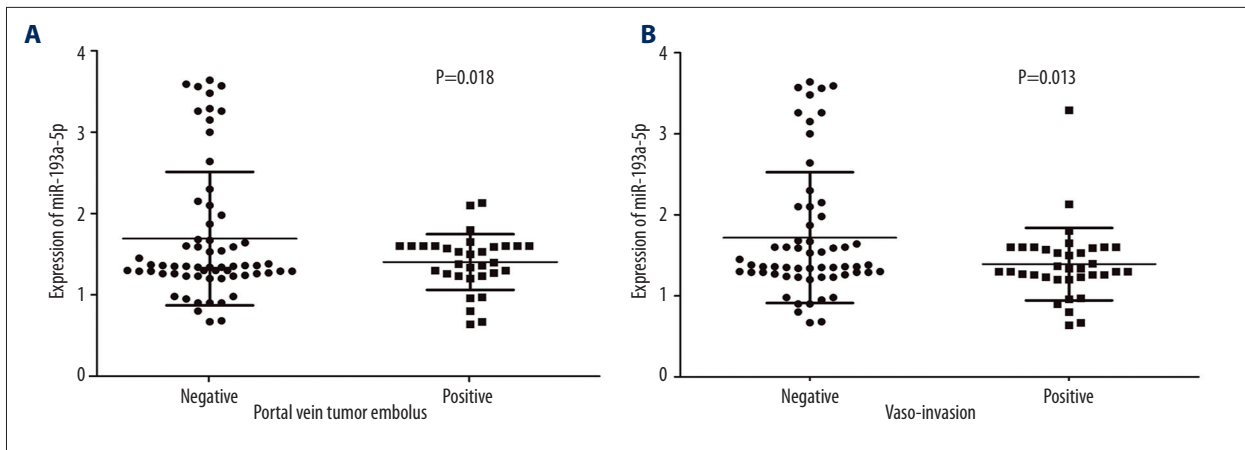 A
4
3
2
1
0
Expression of miR-193a-5p
P=0.018
Negative
Positive
Portal vein tumor embolus
B
4
3
2
1
0
Expression of miR-193a-5p
P=0.013
Negative
Positive
Vaso-invasion